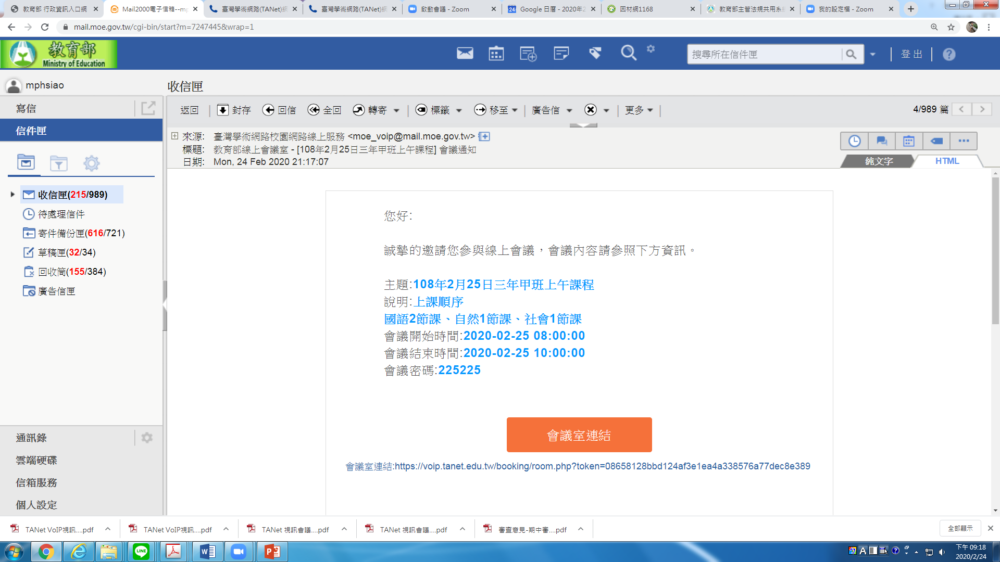 教育部 行政資訊入口網
Mail2000電子信箱--mp
臺灣學術網路(TANet)網
臺灣學術網路(TANet)網
啟動會議 - Zoom
Google 日曆 - 2020年2
因材網1168
教育部主管法規共用系統
我的設定檔 - Zoom
mail.moe.gov.tw/cgi-bin/start?m=7247445&wrap=1
教育部
Ministry of Education
搜尋所在信件匣
登 出
mphsiao
收信匣
寫信
返回
封存
回信
全回
轉寄
標籤
移至
廣告信
更多
4/989 篇
信件匣
來源: 臺灣學術網路校園網路線上服務 <moe_voip@mail.moe.gov.tw>
標題: 教育部線上會議室 - [108年2月25日三年甲班上午課程] 會議通知
日期: Mon, 24 Feb 2020 21:17:07
純文字
HTML
收信匣(215/989)
待處理信件
寄件備份匣(616/721)
草稿匣(32/34)
回收筒(155/384)
廣告信匣
您好:
誠摯的邀請您參與線上會議，會議內容請參照下方資訊。
主題:108年2月25日三年甲班上午課程
說明:上課順序
國語2節課、自然1節課、社會1節課
會議開始時間:2020-02-25 08:00:00
會議結束時間:2020-02-25 10:00:00
會議密碼:225225
會議室連結
會議室連結:https://voip.tanet.edu.tw/booking/room.php?token=08658128bbd124af3e1ea4a338576a77dec8e389
通訊錄
雲端硬碟
信箱服務
個人設定
TANet VoIP視訊....pdf
TANet VoIP視訊....pdf
TANet 視訊會議....pdf
TANet 視訊會議....pdf
審查意見-期中審....pdf
全部顯示
下午 09:18
2020/2/24